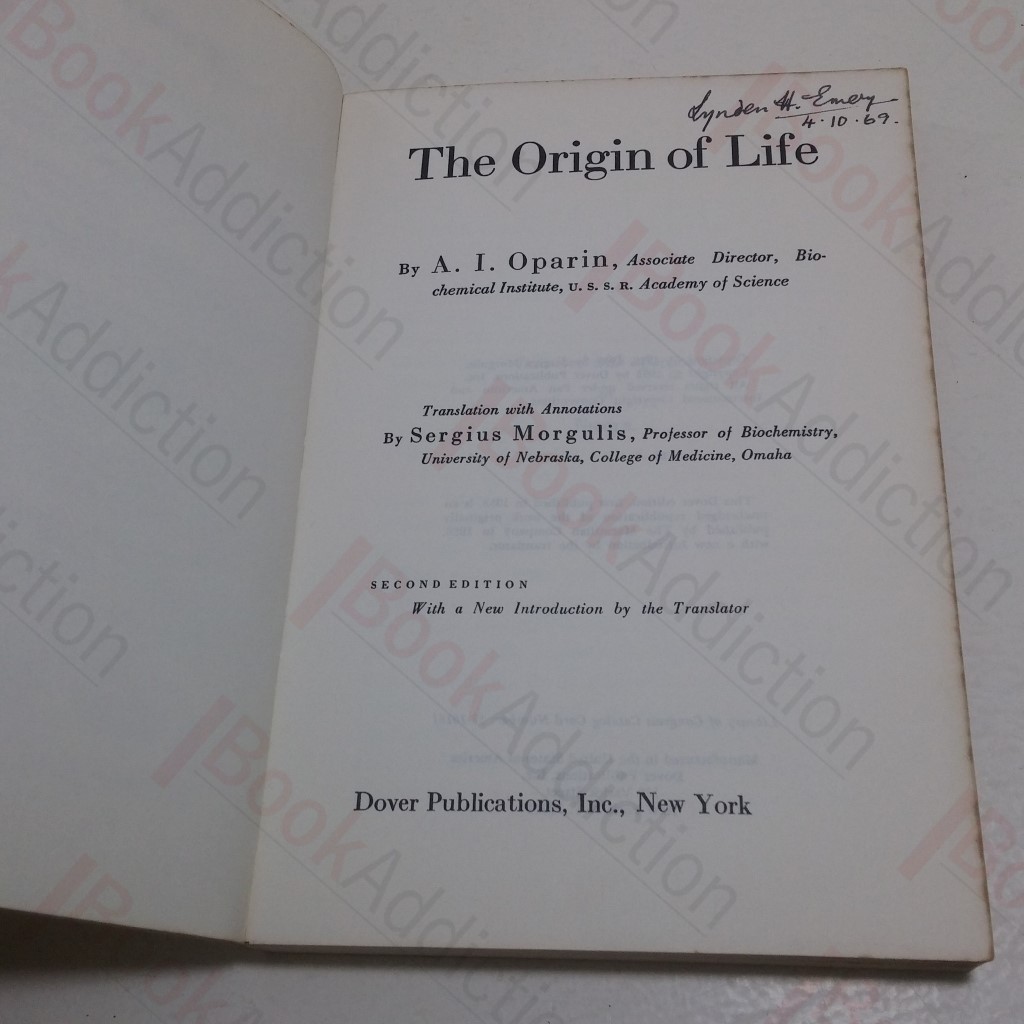 Lynden H. Emery
4.10.69.
The Origin of Life
By A. I. Oparin, Associate Director, Bio-
chemical Institute, U. S. S. R. Academy of Science
Translation with Annotations
By Sergius Morgulis, Professor of Biochemistry,
University of Nebraska, College of Medicine, Omaha
SECOND EDITION
With a New Introduction by the Translator
Dover Publications, Inc., New York
BookAddiction